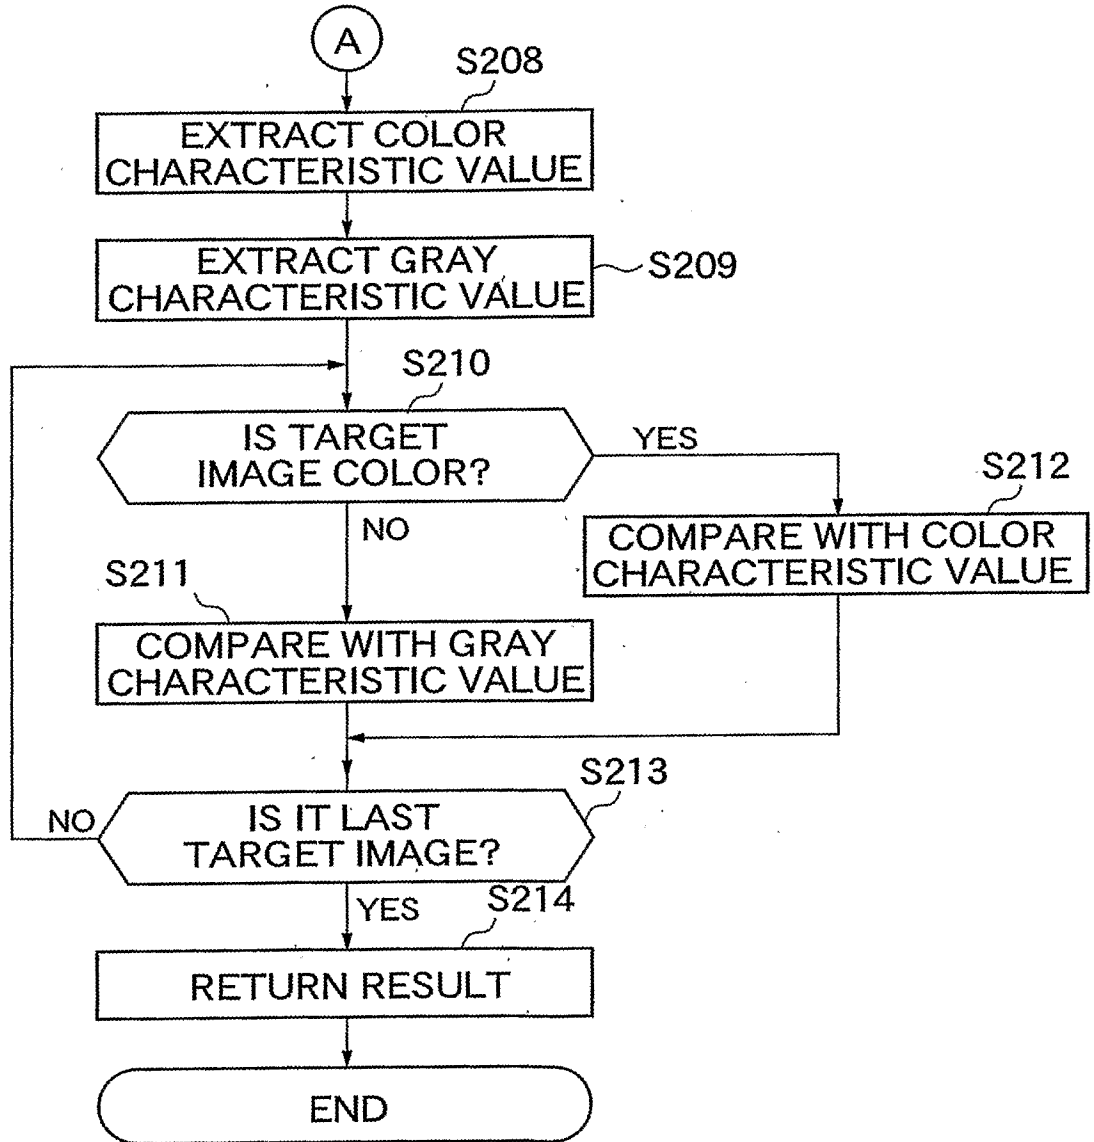 A
S208
EXTRACT COLOR
CHARACTERISTIC VALUE
EXTRACT GRAY
CHARACTERISTIC VALUE
S209
S210
IS TARGET
IMAGE COLOR?
YES
NO
S212
COMPARE WITH COLOR
CHARACTERISTIC VALUE
S211
COMPARE WITH GRAY
CHARACTERISTIC VALUE
S213
IS IT LAST
TARGET IMAGE?
NO
YES
S214
RETURN RESULT
END